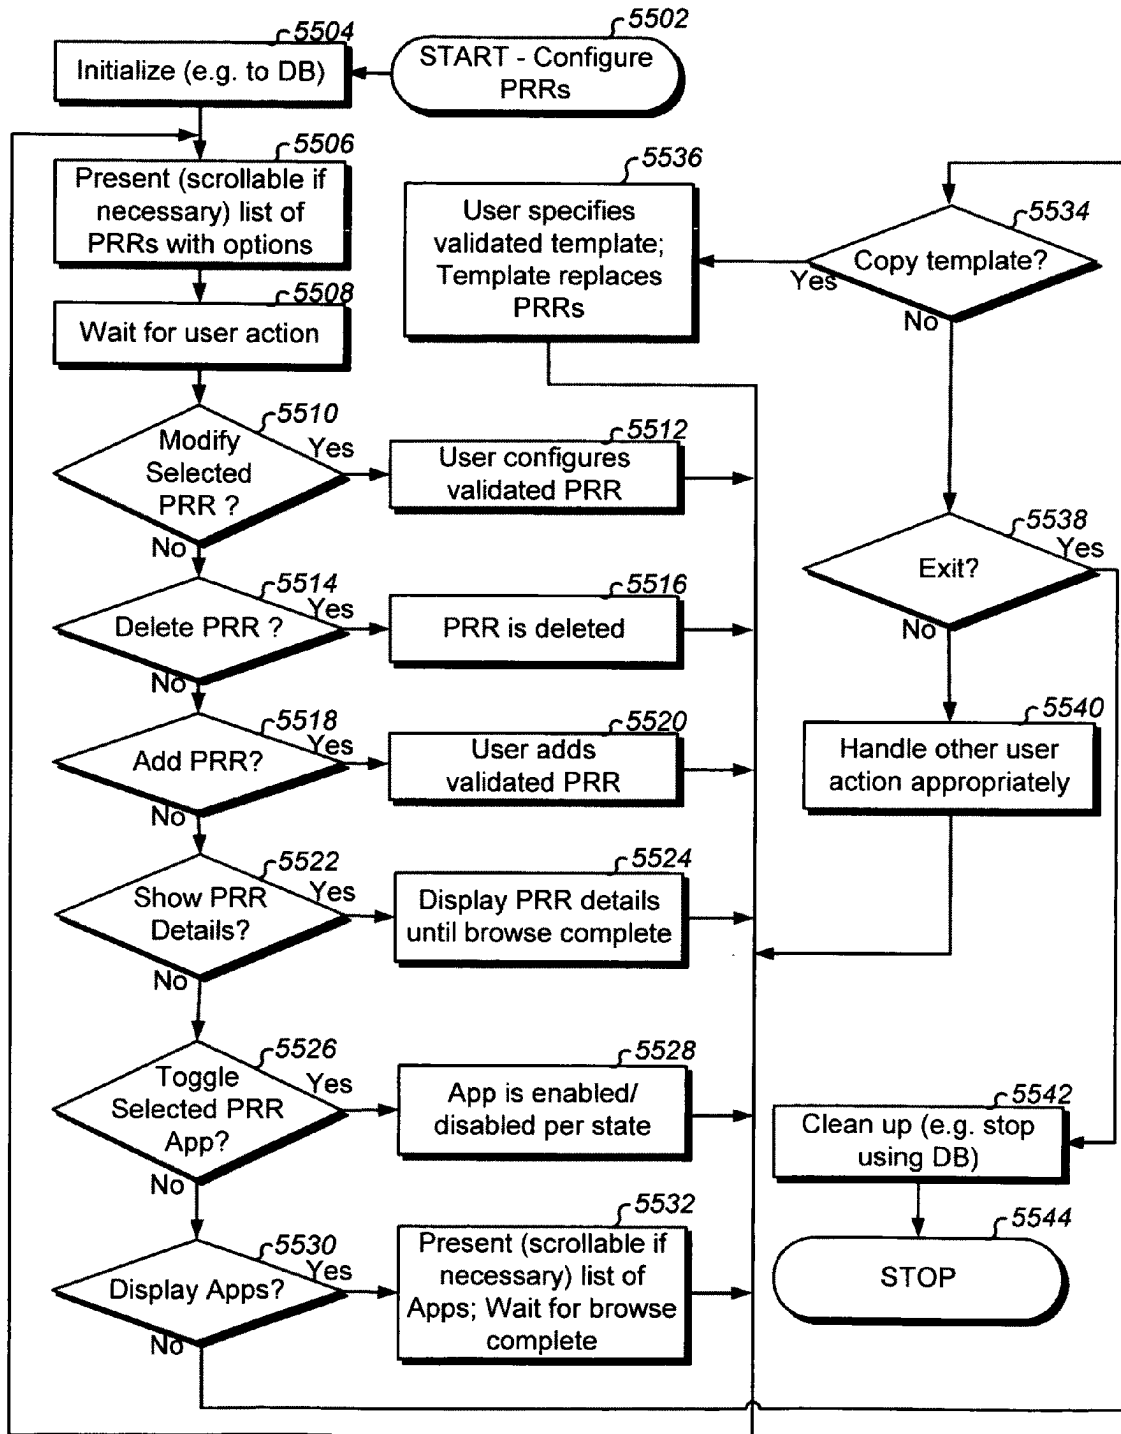 5502
START - Configure
PRRs
5504
Initialize (e.g. to DB)
5506
Present (scrollable if
necessary) list of
PRRs with options
5508
Wait for user action
5510
Modify
Selected
PRR ?
Yes
No
5512
User configures
validated PRR
5514
Delete PRR ?
Yes
No
5516
PRR is deleted
5518
Add PRR?
Yes
No
5520
User adds
validated PRR
5522
Show PRR
Details?
Yes
No
5524
Display PRR details
until browse complete
5526
Toggle
Selected PRR
App?
Yes
No
5528
App is enabled/
disabled per state
5530
Display Apps?
Yes
No
5532
Present (scrollable if
necessary) list of
Apps; Wait for browse
complete
5534
Copy template?
Yes
No
5536
User specifies
validated template;
Template replaces
PRRs
5538
Exit?
Yes
No
5540
Handle other user
action appropriately
5542
Clean up (e.g. stop
using DB)
5544
STOP